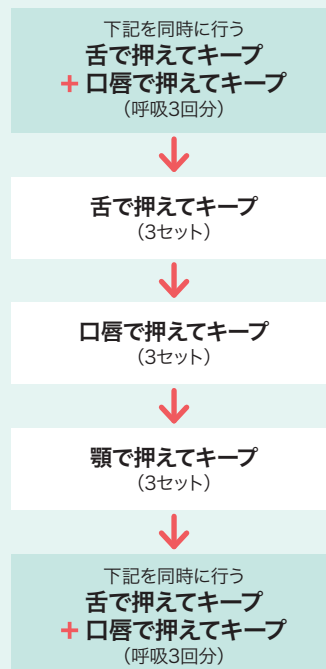 下記を同時に行う
舌で押えてキープ
+ 口唇で押えてキープ
（呼吸3回分）
舌で押えてキープ
（3セット）
口唇で押えてキープ
（3セット）
顎で押えてキープ
（3セット）
下記を同時に行う
舌で押えてキープ
+ 口唇で押えてキープ
（呼吸3回分）